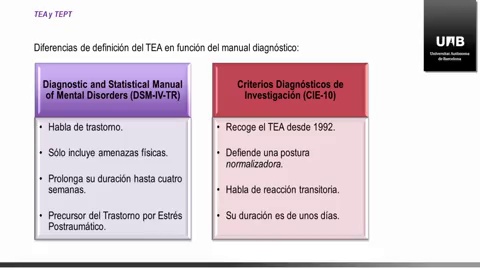 TEA y TEPT
UAB
Universitat Autònoma
de Barcelona
Diferencias de definición del TEA en función del manual diagnóstico:
Diagnostic and Statistical Manual
of Mental Disorders (DSM-IV-TR)
• Habla de trastorno.
• Sólo incluye amenazas físicas.
• Prolonga su duración hasta cuatro
semanas.
• Precursor del Trastorno por Estrés
Postraumático.
Criterios Diagnósticos de
Investigación (CIE-10)
• Recoge el TEA desde 1992.
• Defiende una postura
normalizadora.
• Habla de reacción transitoria.
• Su duración es de unos días.